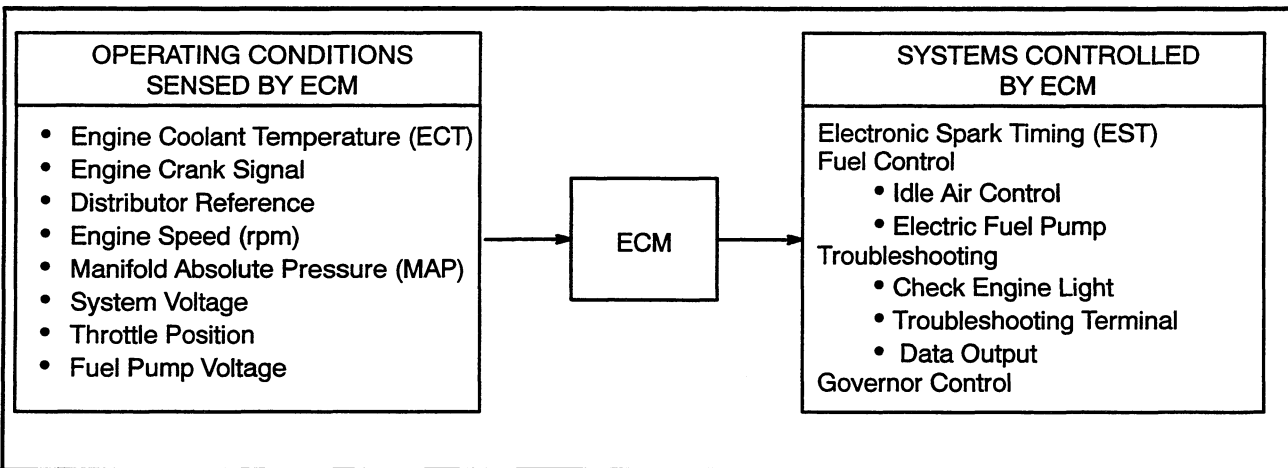 OPERATING CONDITIONS
SENSED BY ECM
• Engine Coolant Temperature (ECT)
• Engine Crank Signal
• Distributor Reference
• Engine Speed (rpm)
• Manifold Absolute Pressure (MAP)
• System Voltage
• Throttle Position
• Fuel Pump Voltage
ECM
SYSTEMS CONTROLLED
BY ECM
Electronic Spark Timing (EST)
Fuel Control
• Idle Air Control
• Electric Fuel Pump
Troubleshooting
• Check Engine Light
• Troubleshooting Terminal
• Data Output
Governor Control